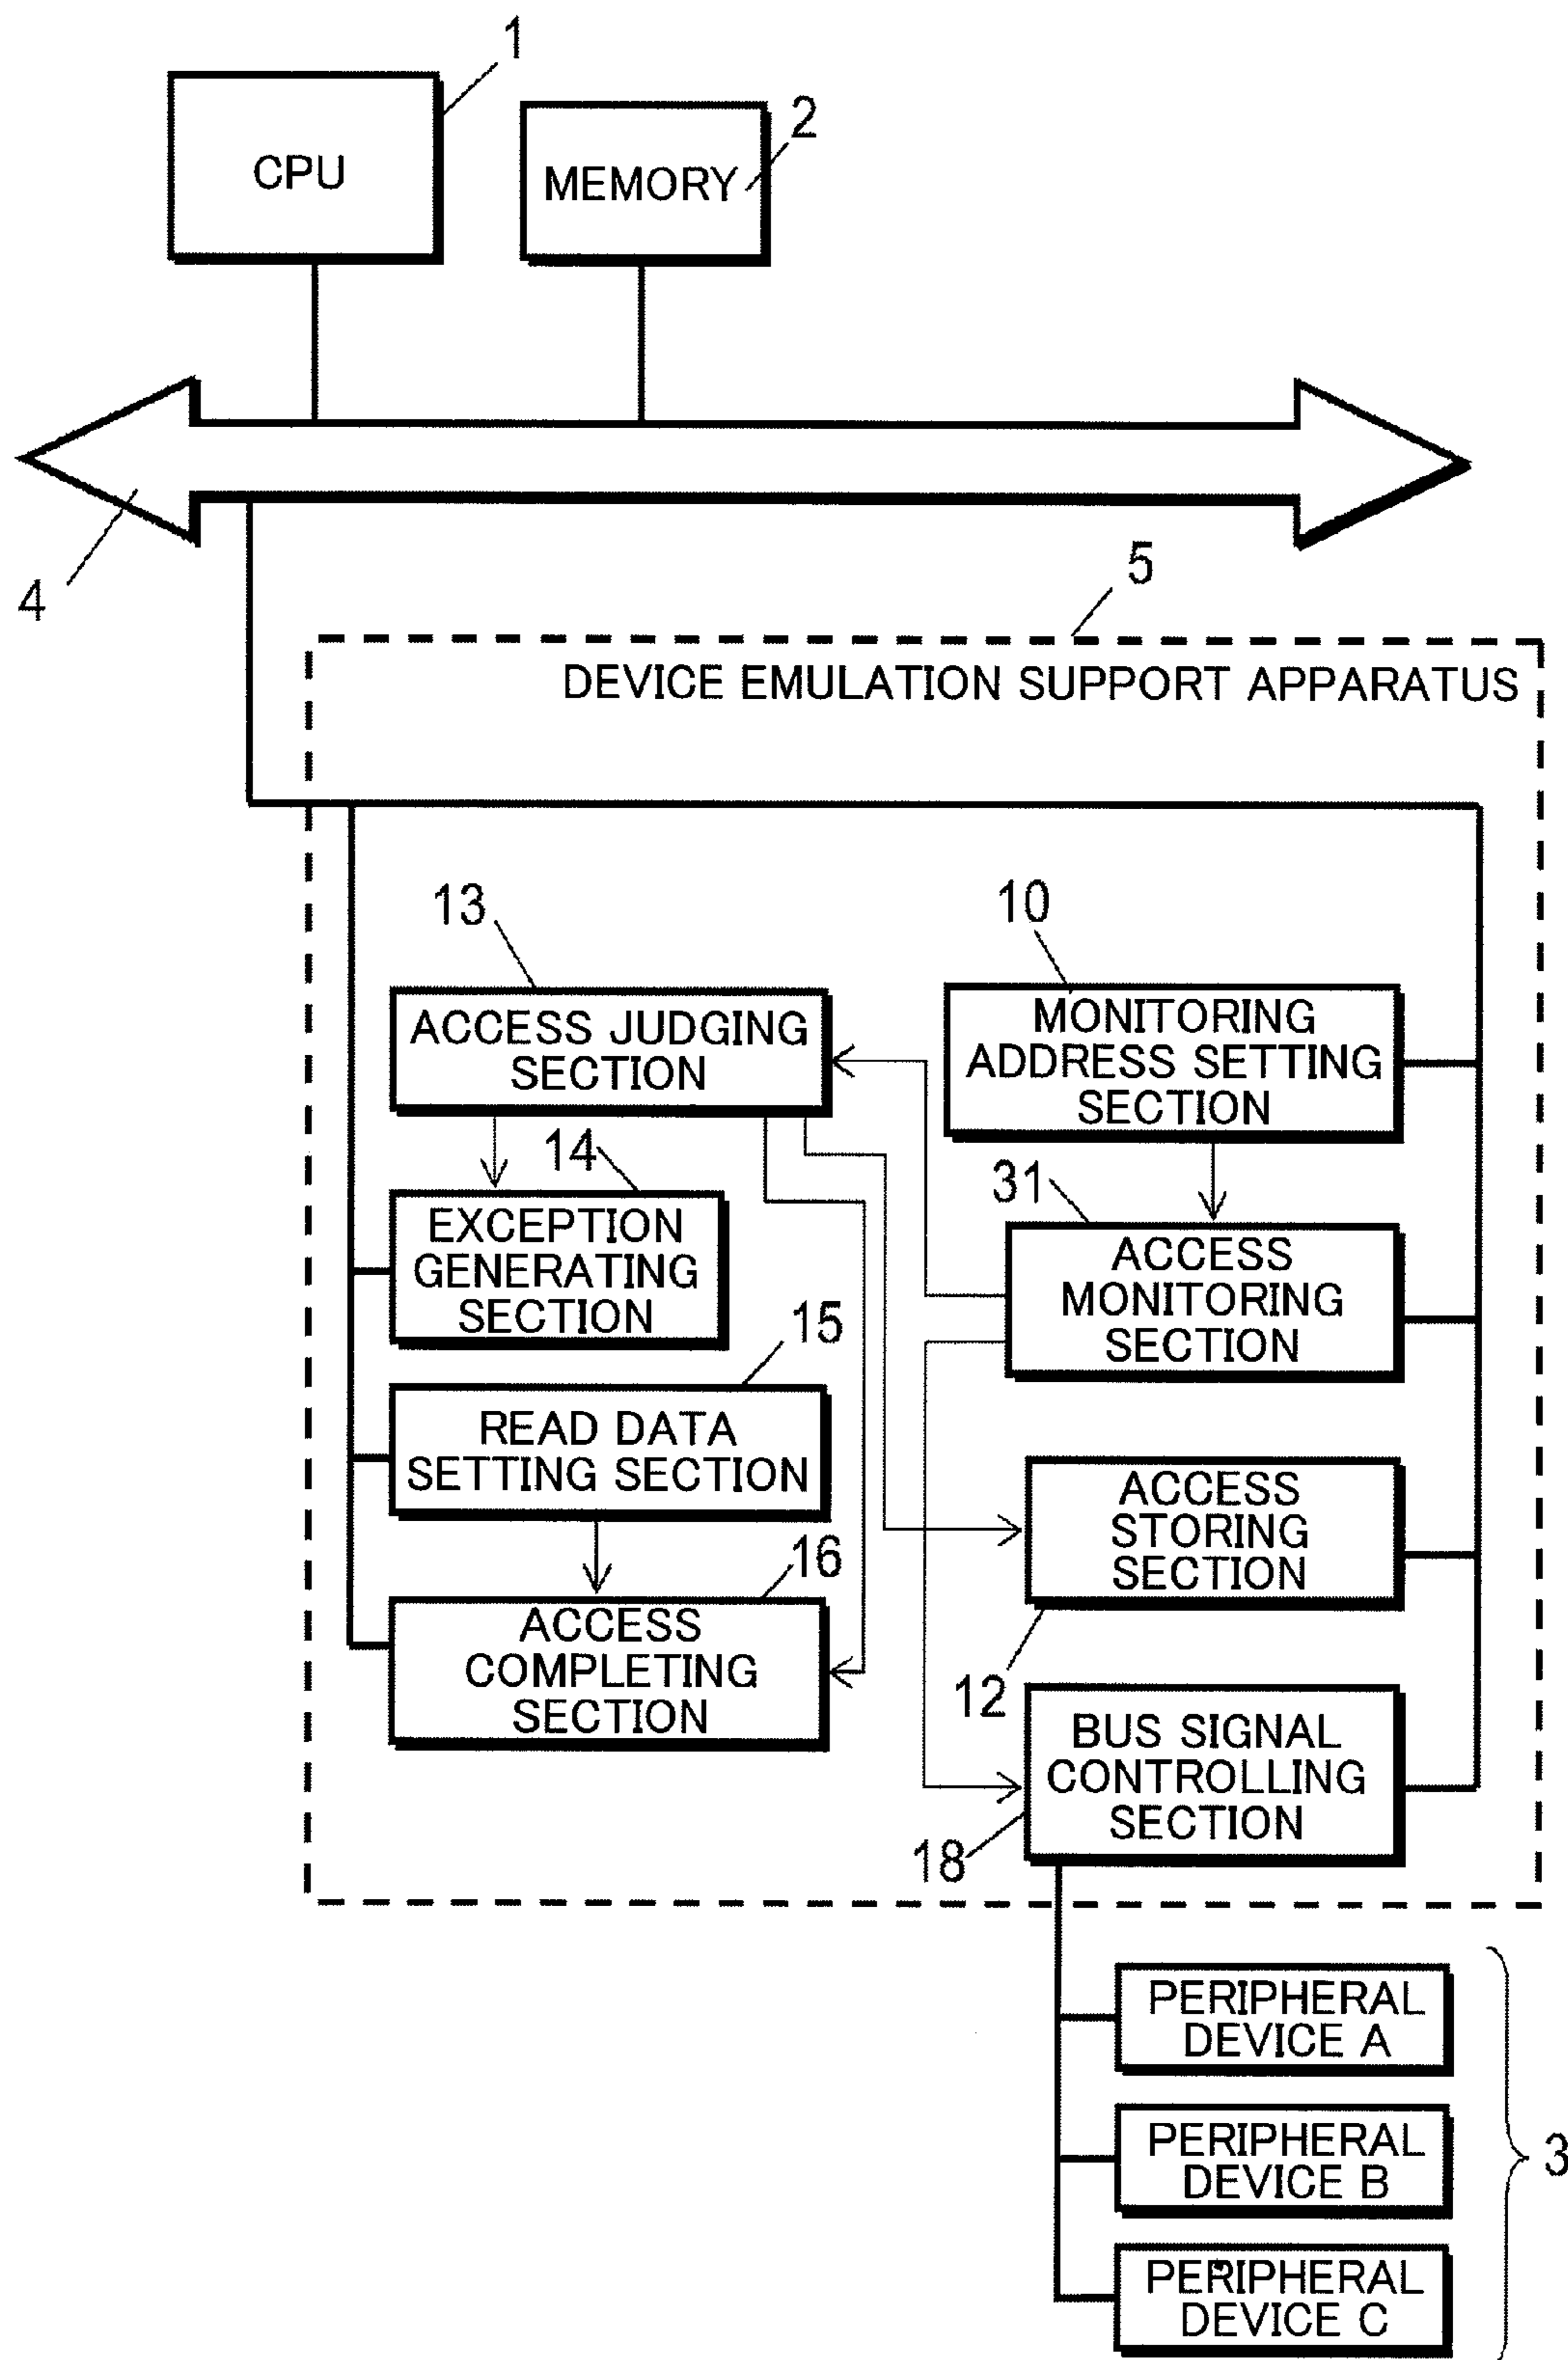 1
CPU
2
MEMORY
4
5
DEVICE EMULATION SUPPORT APPARATUS
13
ACCESS JUDGING
SECTION
10
MONITORING
ADDRESS SETTING
SECTION
14
EXCEPTION
GENERATING
SECTION
31
ACCESS
MONITORING
SECTION
15
READ DATA
SETTING SECTION
ACCESS
STORING
SECTION
12
16
ACCESS
COMPLETING
SECTION
BUS SIGNAL
CONTROLLING
SECTION
18
PERIPHERAL
DEVICE A
PERIPHERAL
DEVICE B
PERIPHERAL
DEVICE C
3